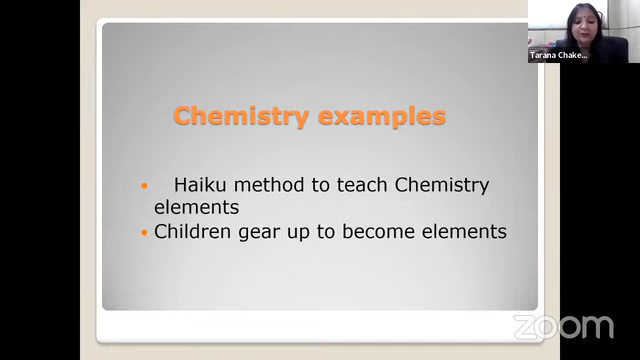 Tarana Chake...
Chemistry examples
Haiku method to teach Chemistry
elements
Children gear up to become elements
zoom